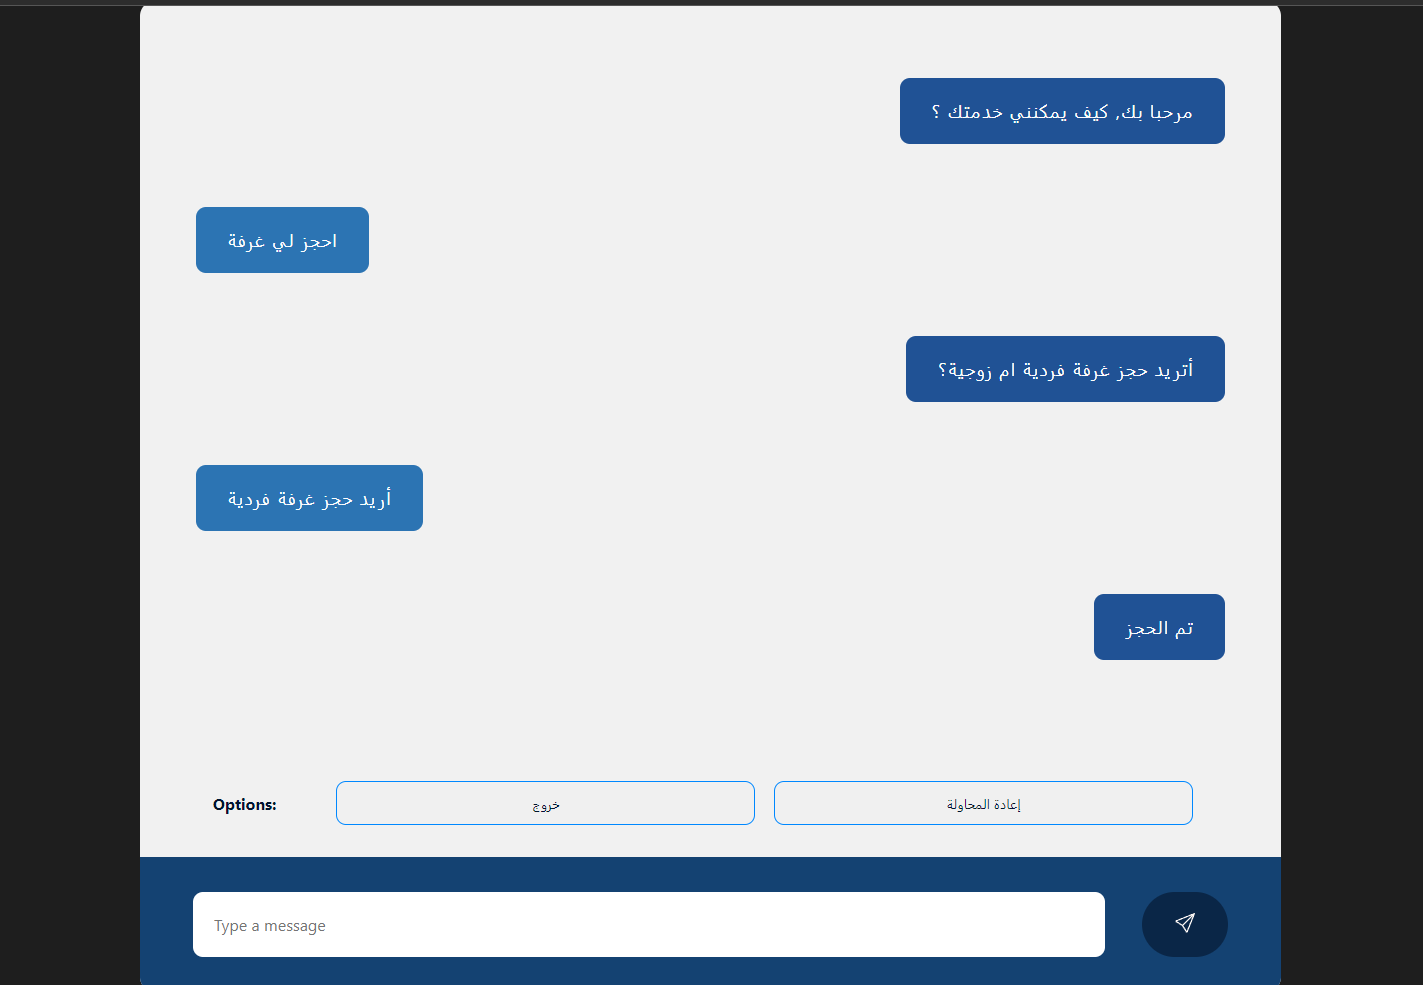 مرحبا بك, كيف يمكنني خدمتك ؟
احجز لي غرفة
أتريد حجز غرفة فردية ام زوجية؟
أريد حجز غرفة فردية
تم الحجز
Options:
خروج
إعادة المحاولة
Type a message